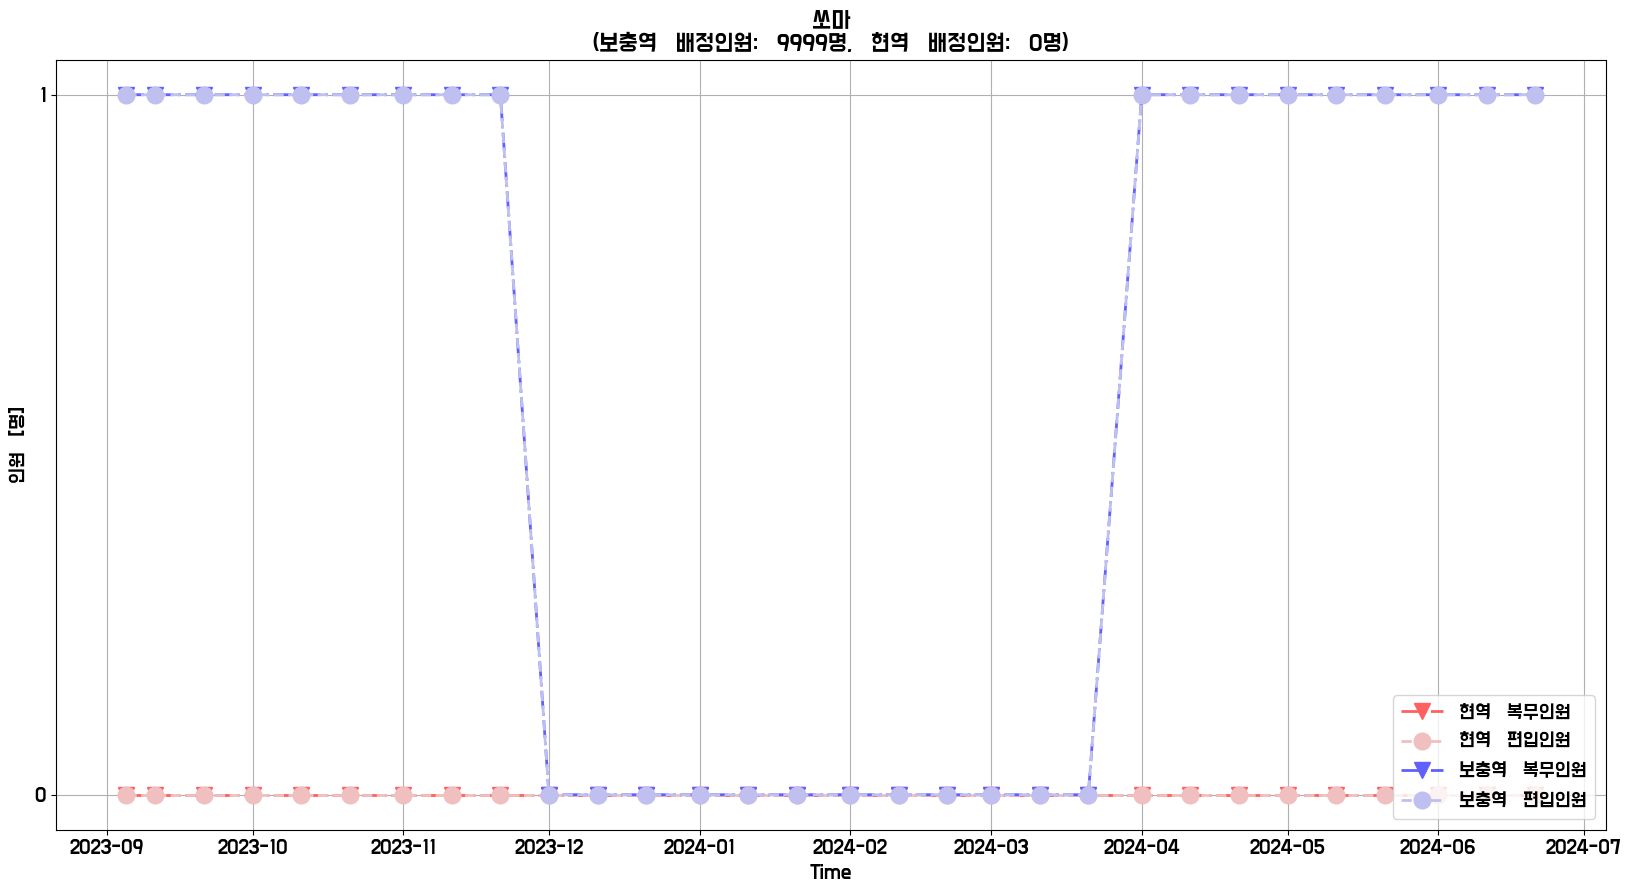 쏘마
(보충역 배정인원: 9999명, 현역 배정인원: 0명)
1
인원 [명]
0
현역 복무인원
현역 편입인원
보충역 복무인원
보충역 편입인원
2023-09 2023-10 2023-11 2023-12 2024-01 2024-02 2024-03 2024-04 2024-05 2024-06 2024-07
Time